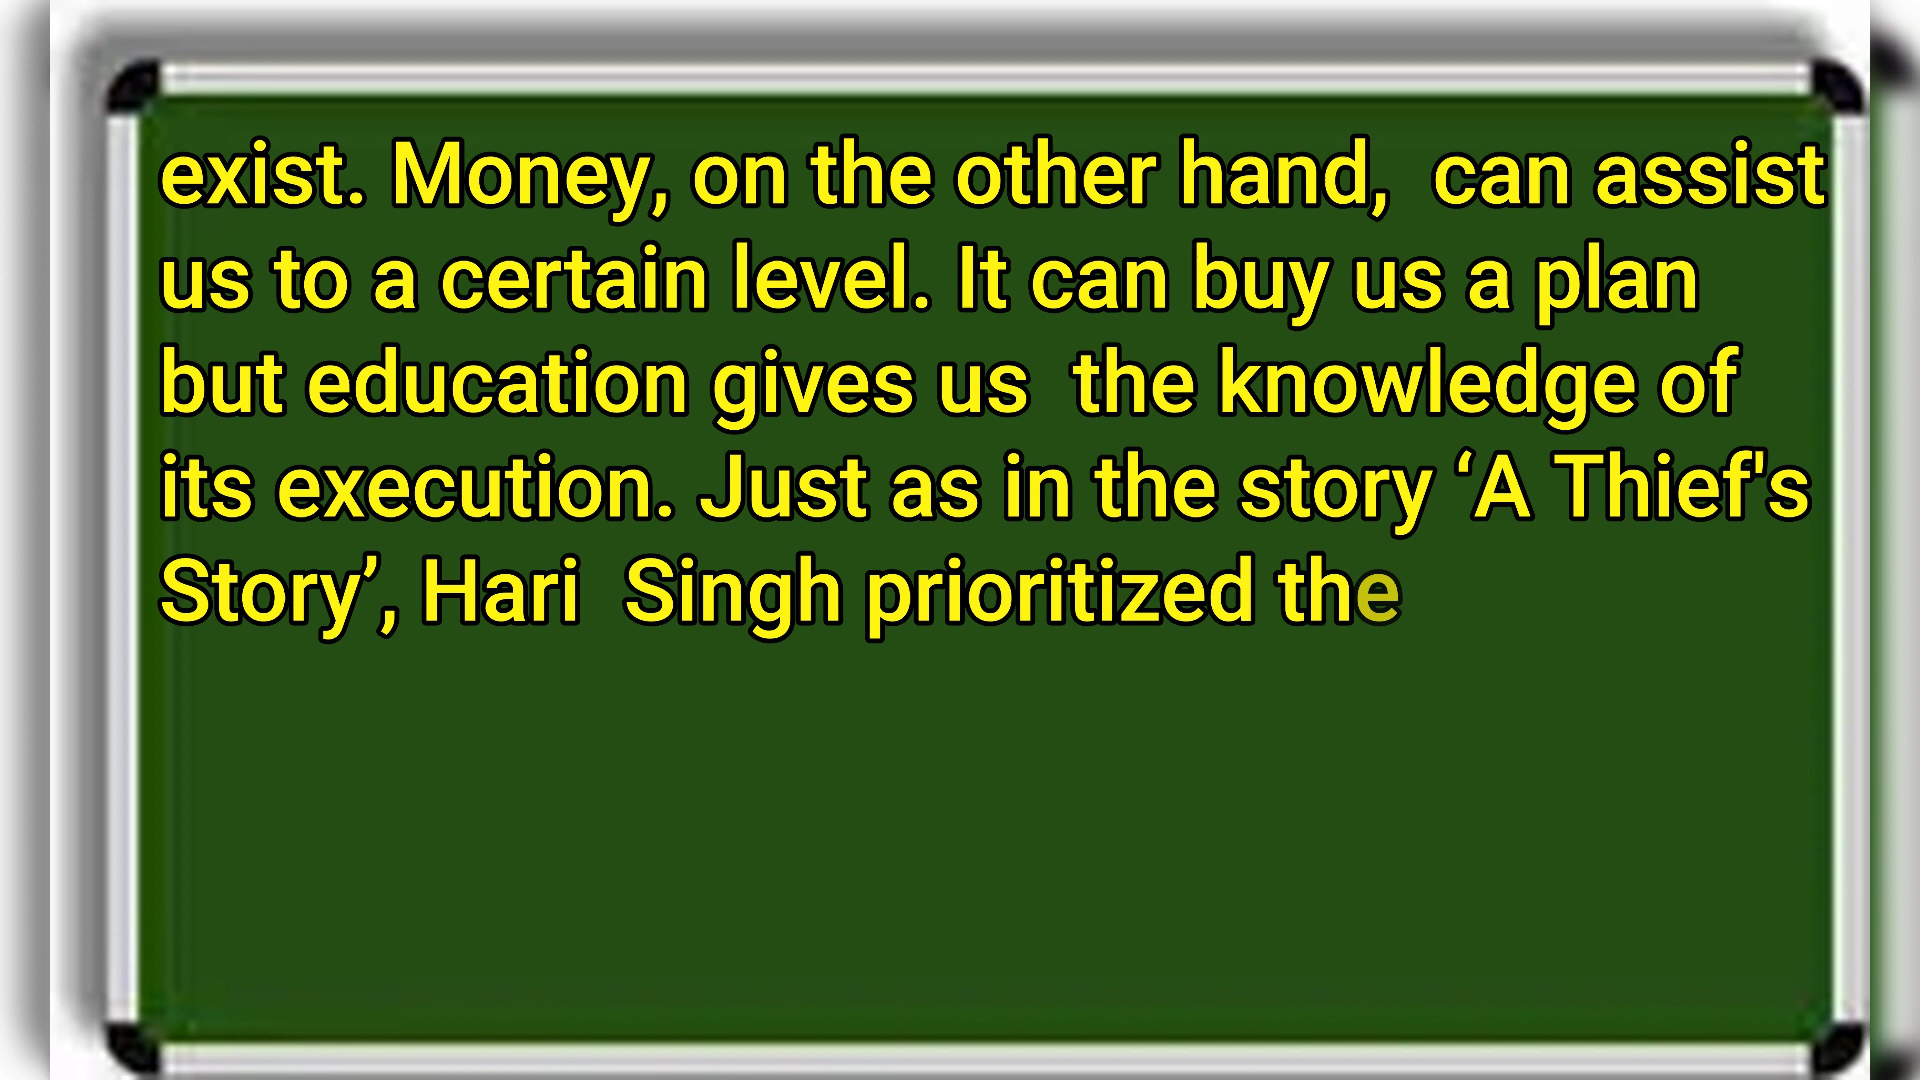 exist. Money, on the other hand,  can assist
us to a certain level. It can buy us a plan
but education gives us  the knowledge of
its execution. Just as in the story ‘A Thief's
Story’, Hari  Singh prioritized the